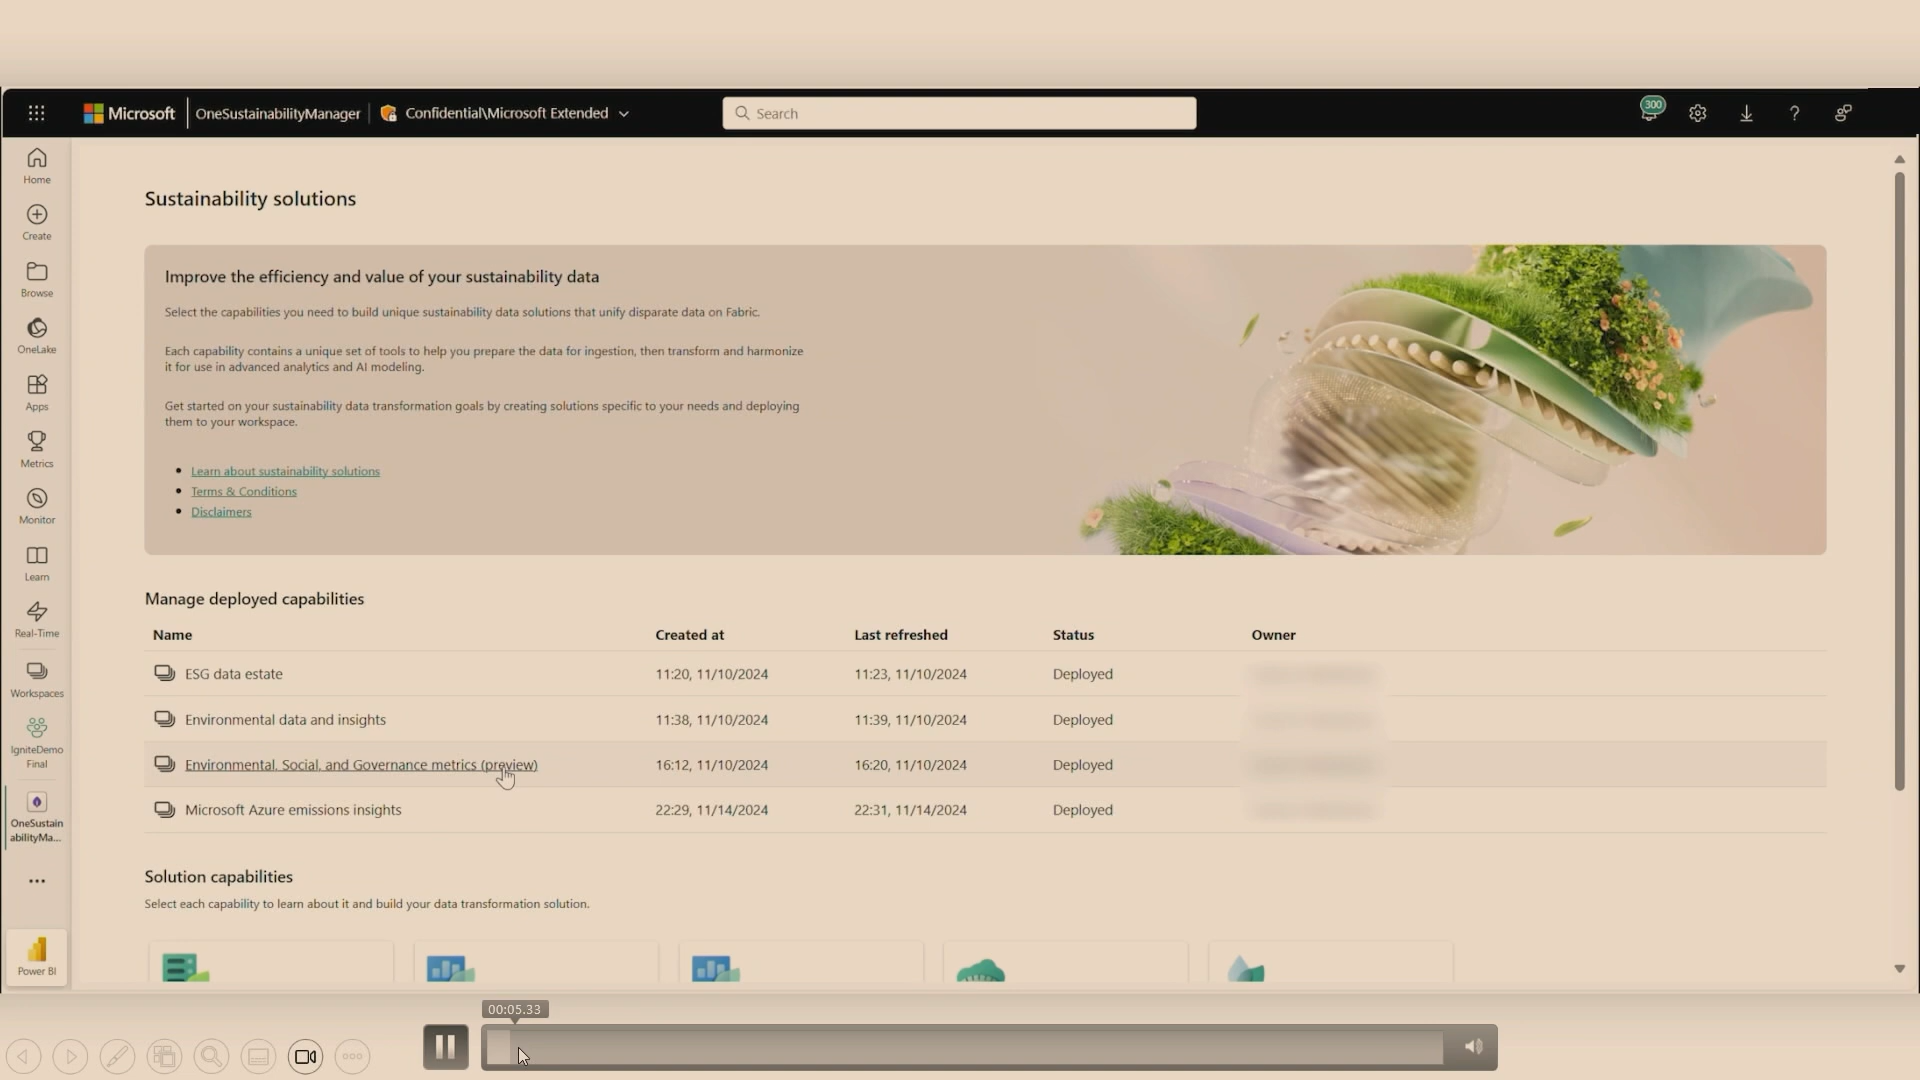 Microsoft OneSustainabilityManager Confidential\Microsoft Extended Search 300
Home
Create
Browse
OneLake
Apps
Metrics
Monitor
Learn
Real-Time
Workspaces
IgniteDemo
Final
OneSustain
abilityMa...
Power BI
Sustainability solutions
Improve the efficiency and value of your sustainability data
Select the capabilities you need to build unique sustainability data solutions that unify disparate data on Fabric.
Each capability contains a unique set of tools to help you prepare the data for ingestion, then transform and harmonize
it for use in advanced analytics and AI modeling.
Get started on your sustainability data transformation goals by creating solutions specific to your needs and deploying
them to your workspace.
Learn about sustainability solutions
Terms & Conditions
Disclaimers
Manage deployed capabilities
Name Created at Last refreshed Status Owner
ESG data estate 11:20, 11/10/2024 11:23, 11/10/2024 Deployed
Environmental data and insights 11:38, 11/10/2024 11:39, 11/10/2024 Deployed
Environmental, Social, and Governance metrics (preview) 16:12, 11/10/2024 16:20, 11/10/2024 Deployed
Microsoft Azure emissions insights 22:29, 11/14/2024 22:31, 11/14/2024 Deployed
Solution capabilities
Select each capability to learn about it and build your data transformation solution.
00:05.33